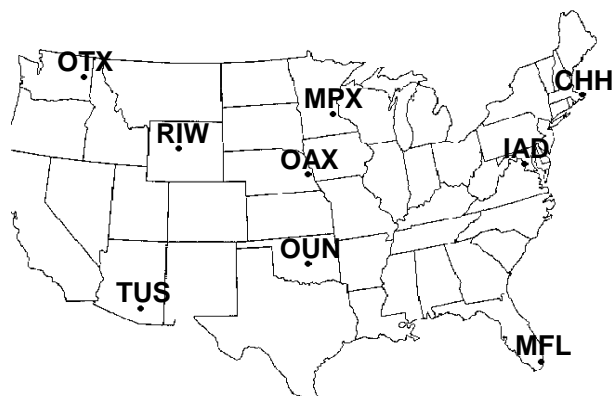 OTX
CHH
MPX
RIW
IAD
OAX
OUN
TUS
MFL